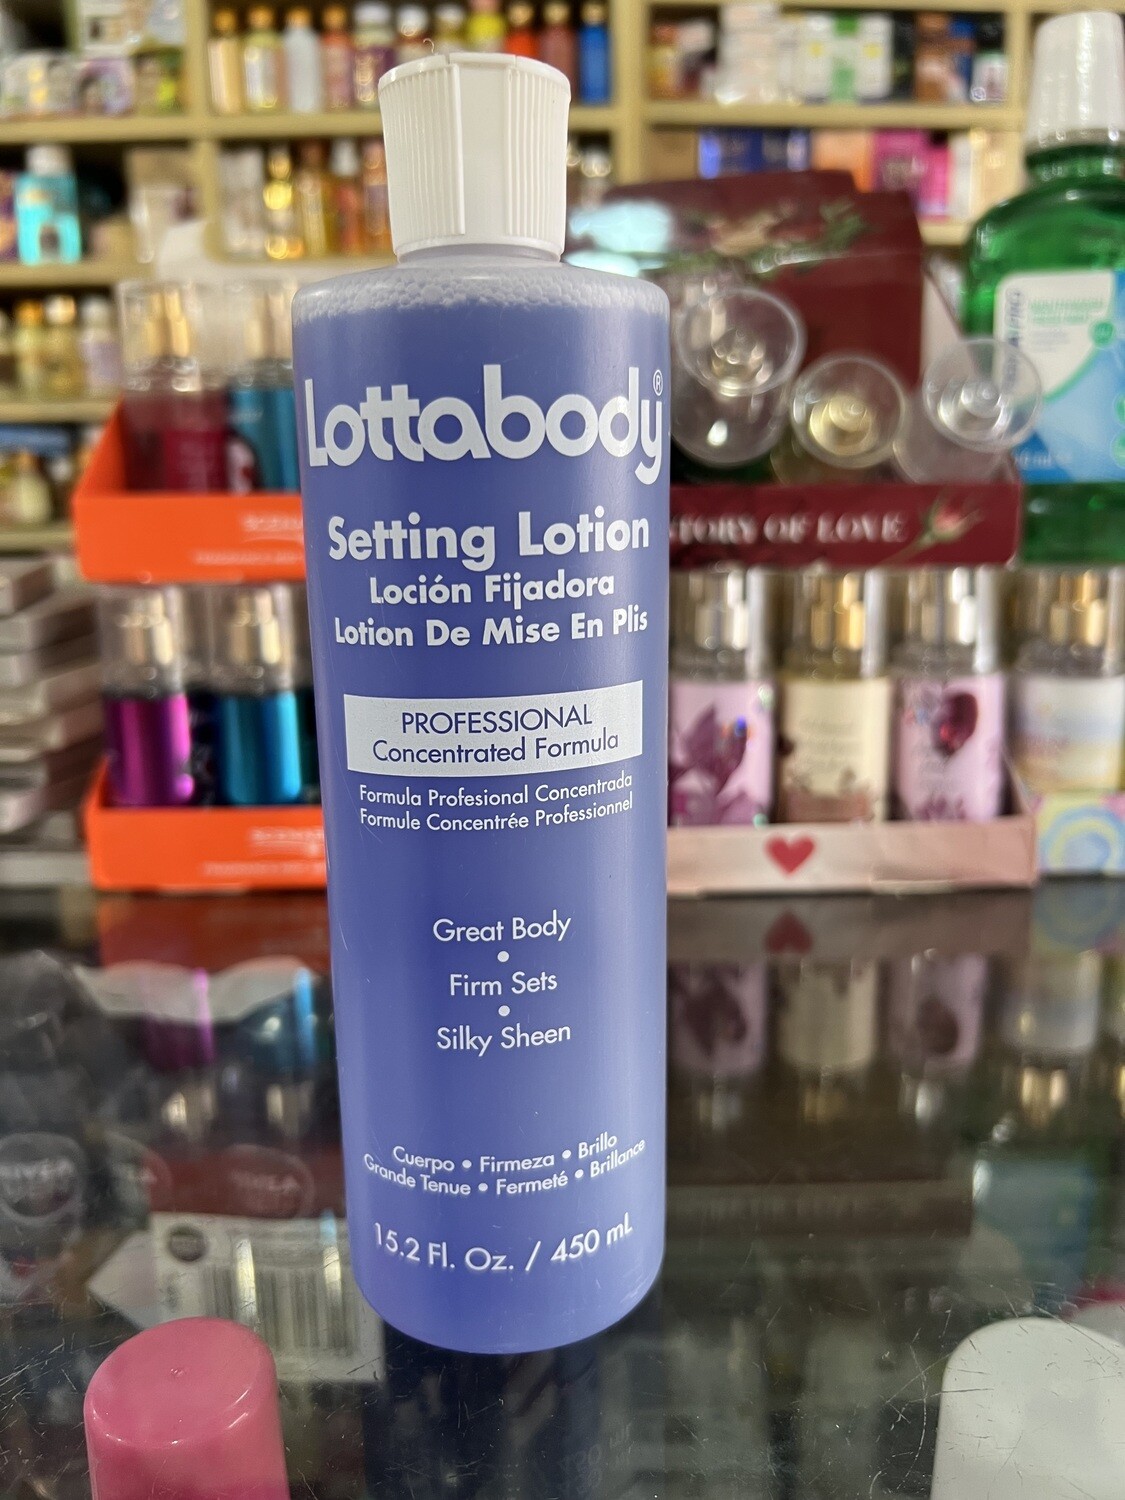 Lottabody®
Setting Lotion
Loción Fijadora
Lotion De Mise En Plis
PROFESSIONAL
Concentrated Formula
Formula Profesional Concentrada
Formule Concentrée Professionnel
Great Body
•
Firm Sets
•
Silky Sheen
Cuerpo • Firmeza • Brillo
Grande Tenue • Fermeté • Brillance
15.2 Fl. Oz. / 450 mL
STORY OF LOVE
NIVEA